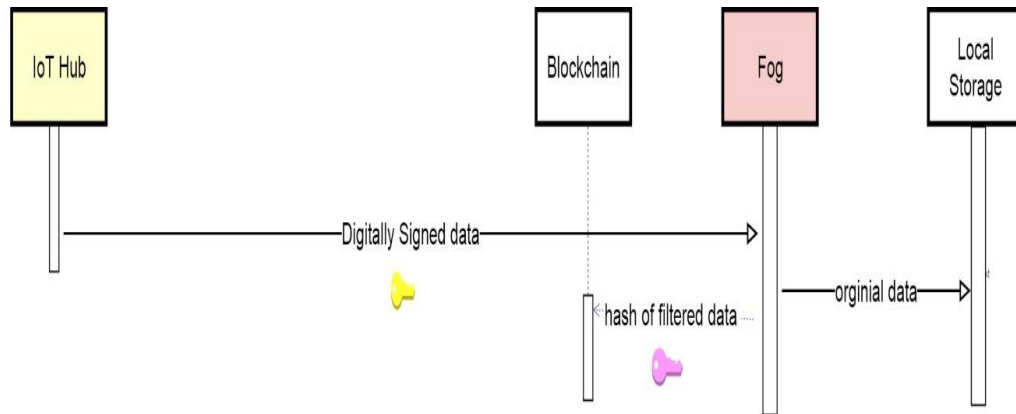 IoT Hub
Blockchain
Fog
Local
Storage
Digitally Signed data
orginial data
hash of filtered data